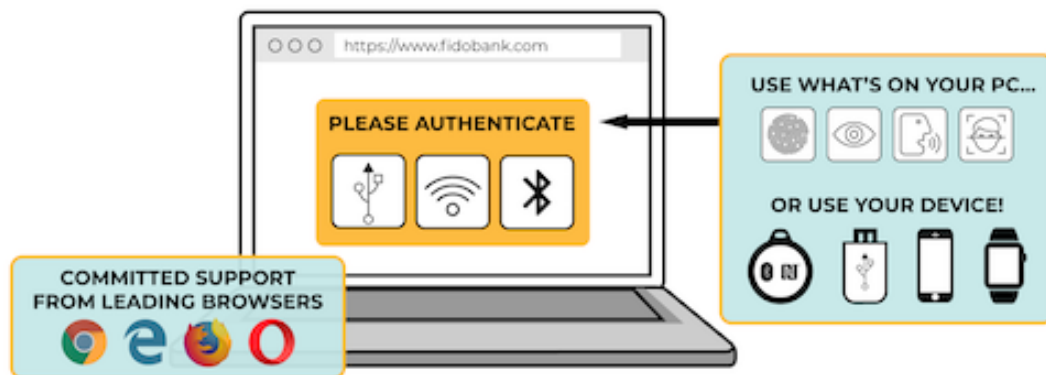 https://www.fidobank.com
PLEASE AUTHENTICATE
USE WHAT'S ON YOUR PC...
OR USE YOUR DEVICE!
COMMITTED SUPPORT
FROM LEADING BROWSERS